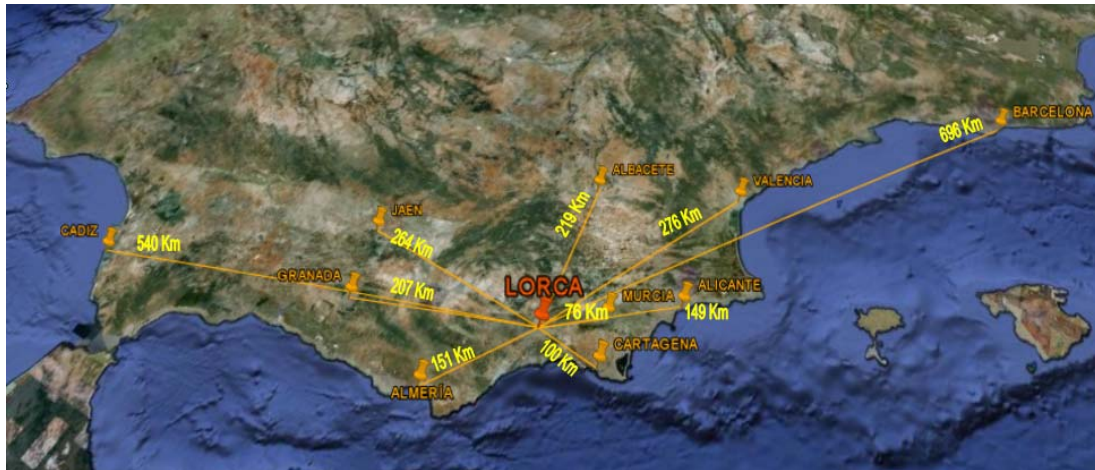 BARCELONA
696 Km
ALBACETE
VALENCIA
JAEN
219 Km
276 Km
CADIZ
540 Km
264 Km
GRANADA
207 Km
LORCA
ALICANTE
MURCIA
76 Km
149 Km
100 Km
CARTAGENA
151 Km
ALMERÍA